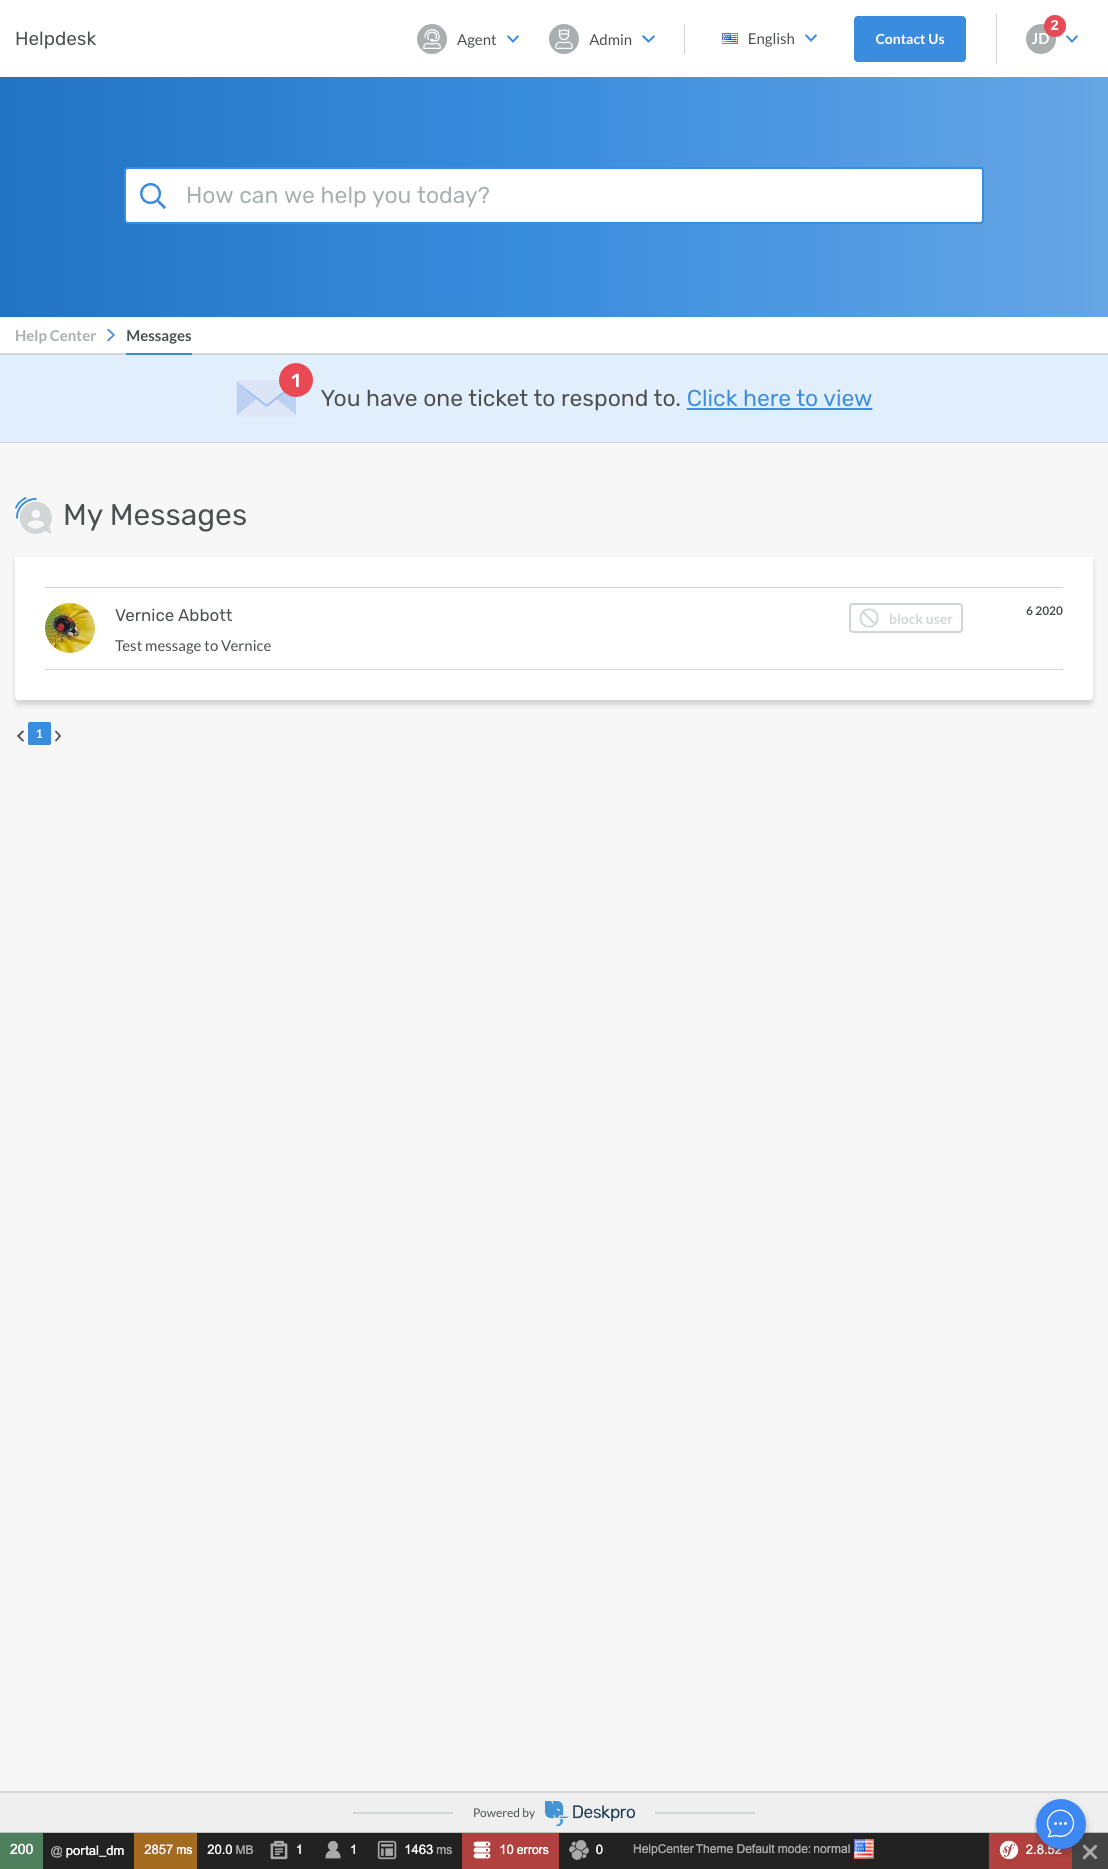 Helpdesk
Agent
Admin
English
Contact Us
JD
2
How can we help you today?
Help Center
Messages
1
You have one ticket to respond to. Click here to view
My Messages
Vernice Abbott
block user
6 2020
Test message to Vernice
1
Powered by Deskpro
200 @ portal_dm 2857 ms 20.0 MB 1 1 1463 ms 10 errors 0 HelpCenter Theme Default mode: normal 2.8.52